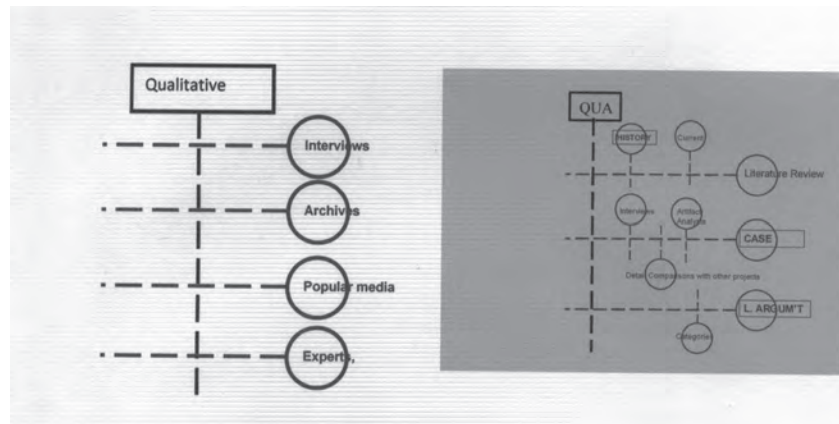 Qualitative
Interviews
Archives
Popular media
Experts,
QUA
HISTORY
Current
Literature Review
Interviews
Artifact
Analysis
CASE
Detail Comparisons with other projects
L. ARGUM'T
Categories